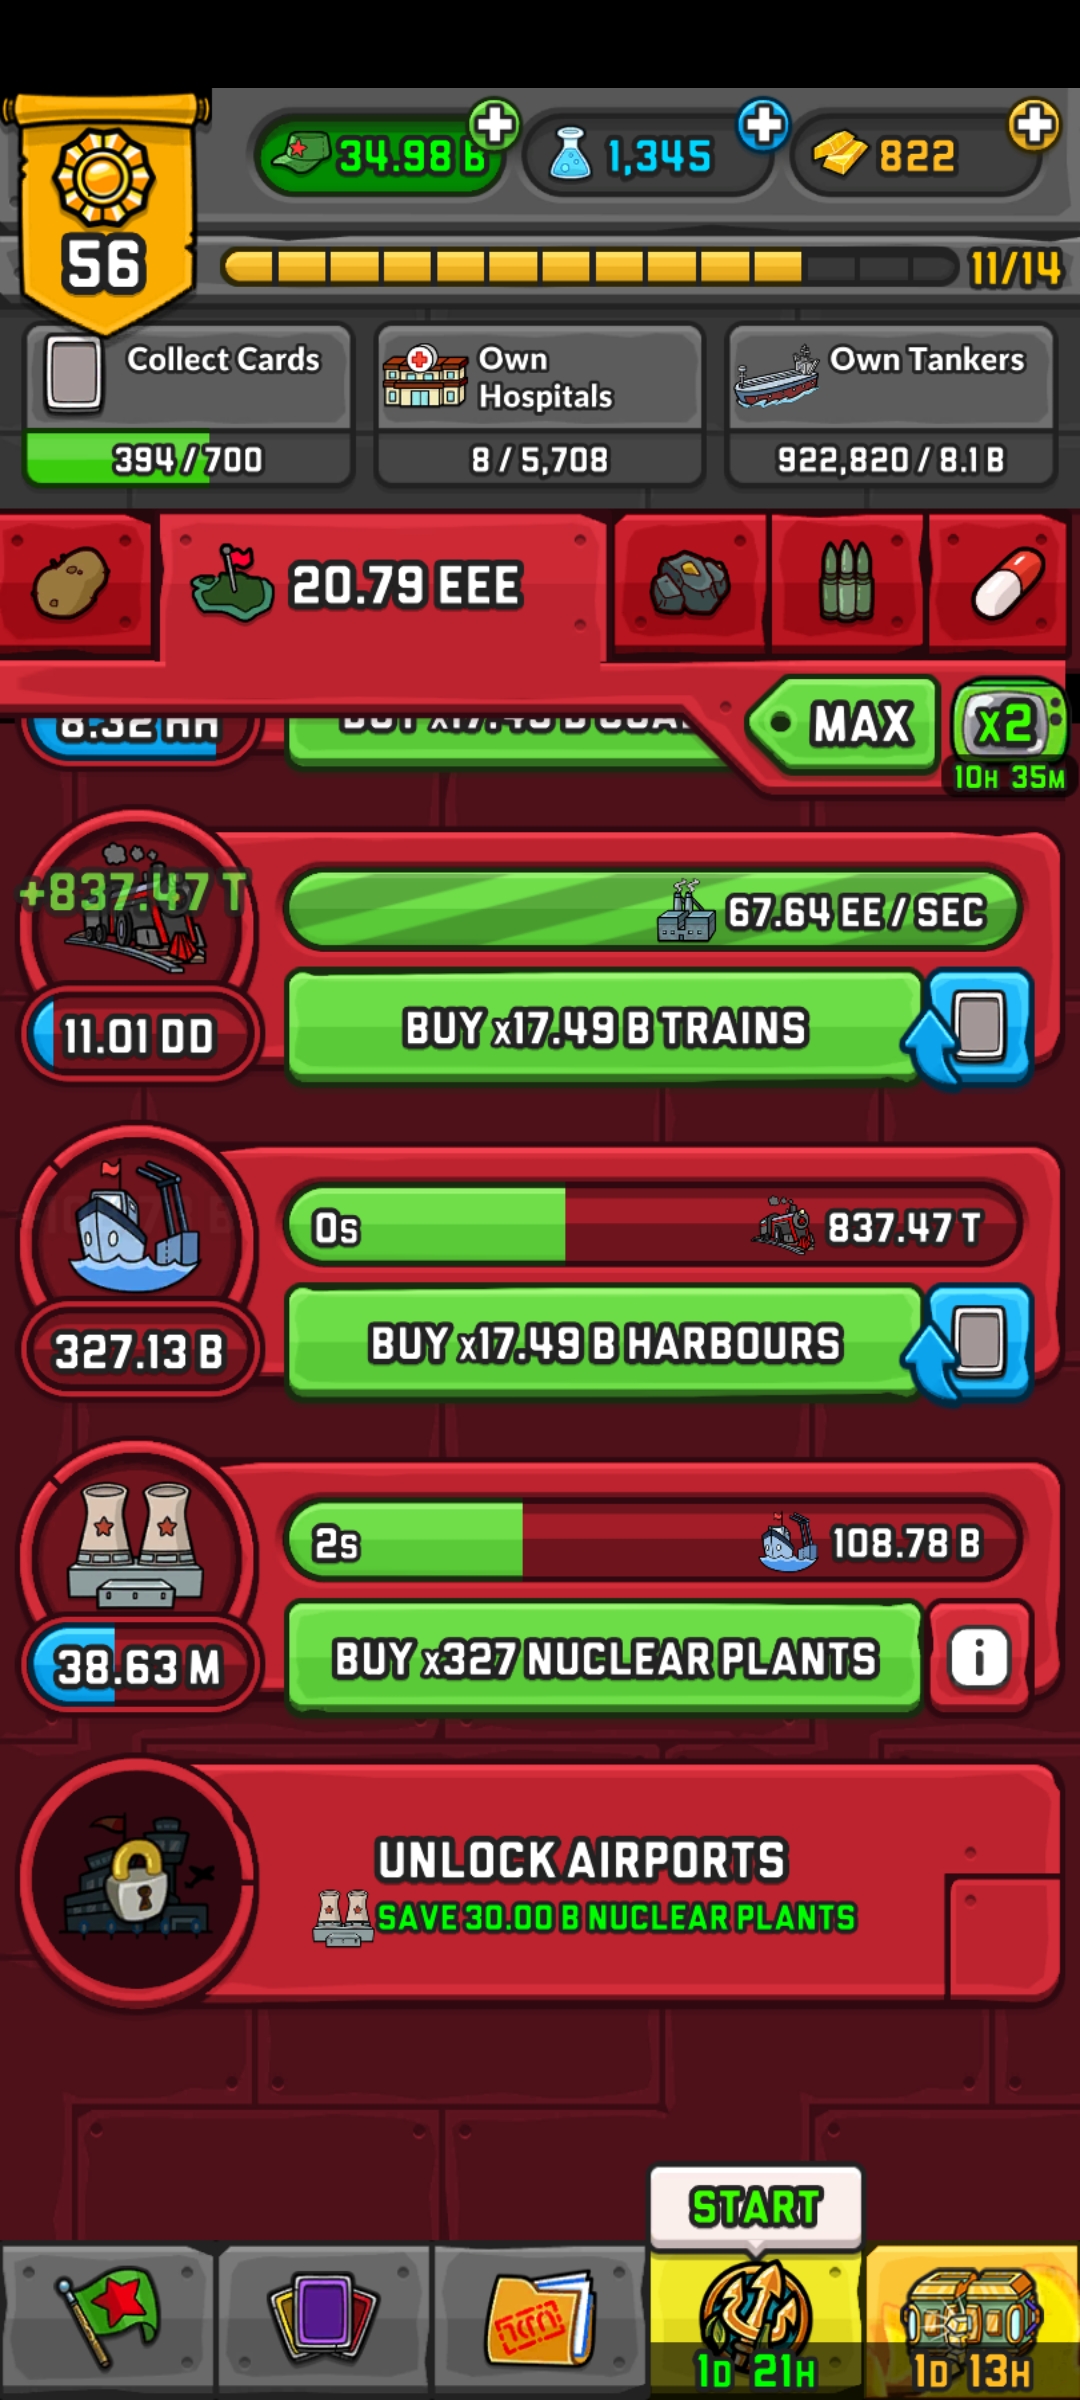 34.98 B
1,345
822
56
11/14
Collect Cards
394/700
Own
Hospitals
8/5,708
Own Tankers
922,820/8.1 B
20.79 EEE
MAX
x2
10H 35M
8.32 HH
+837.47 T
67.64 EE/SEC
11.01 DD
BUY x17.49 B TRAINS
0s
837.47 T
327.13 B
BUY x17.49 B HARBOURS
2s
108.78 B
38.63 M
BUY x327 NUCLEAR PLANTS
i
UNLOCK AIRPORTS
SAVE 30.00 B NUCLEAR PLANTS
START
1D 21H
1D 13H